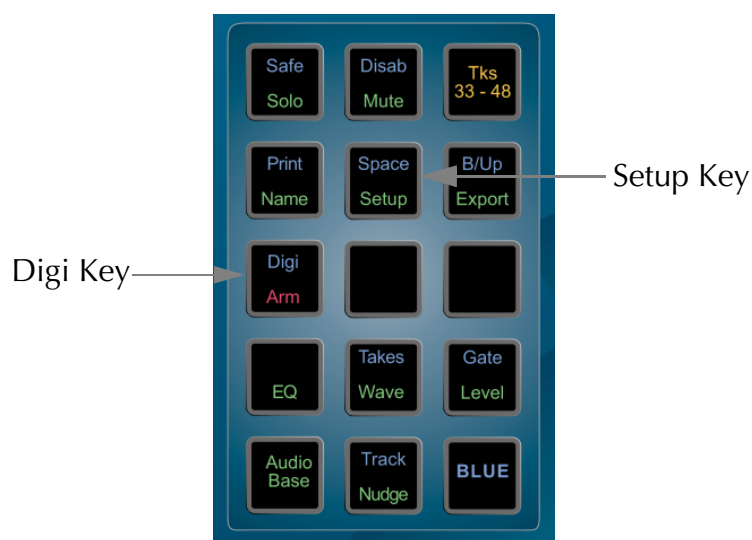 Safe
Solo
Disab
Mute
Tks
33 - 48
Print
Name
Space
Setup
B/Up
Export
Setup Key
Digi Key
Digi
Arm
EQ
Takes
Wave
Gate
Level
Audio
Base
Track
Nudge
BLUE